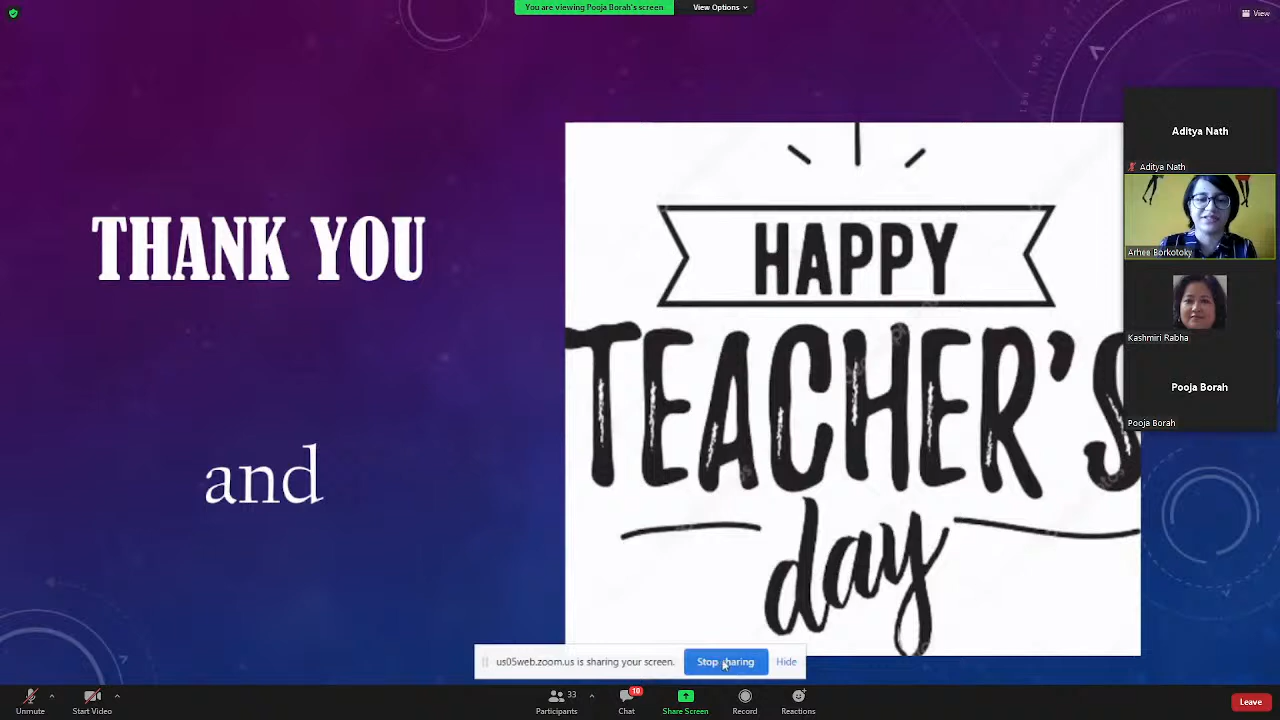 You are viewing Pooja Borah's screen
View Options
View
THANK YOU
and
HAPPY
TEACHER'S
day
Aditya Nath
Aditya Nath
Arhee Borkotoky
Kashmiri Rabha
Pooja Borah
Pooja Borah
us05web.zoom.us is sharing your screen.
Stop sharing
Hide
Unmute
Start Video
33
Participants
18
Chat
Share Screen
Record
Reactions
Leave